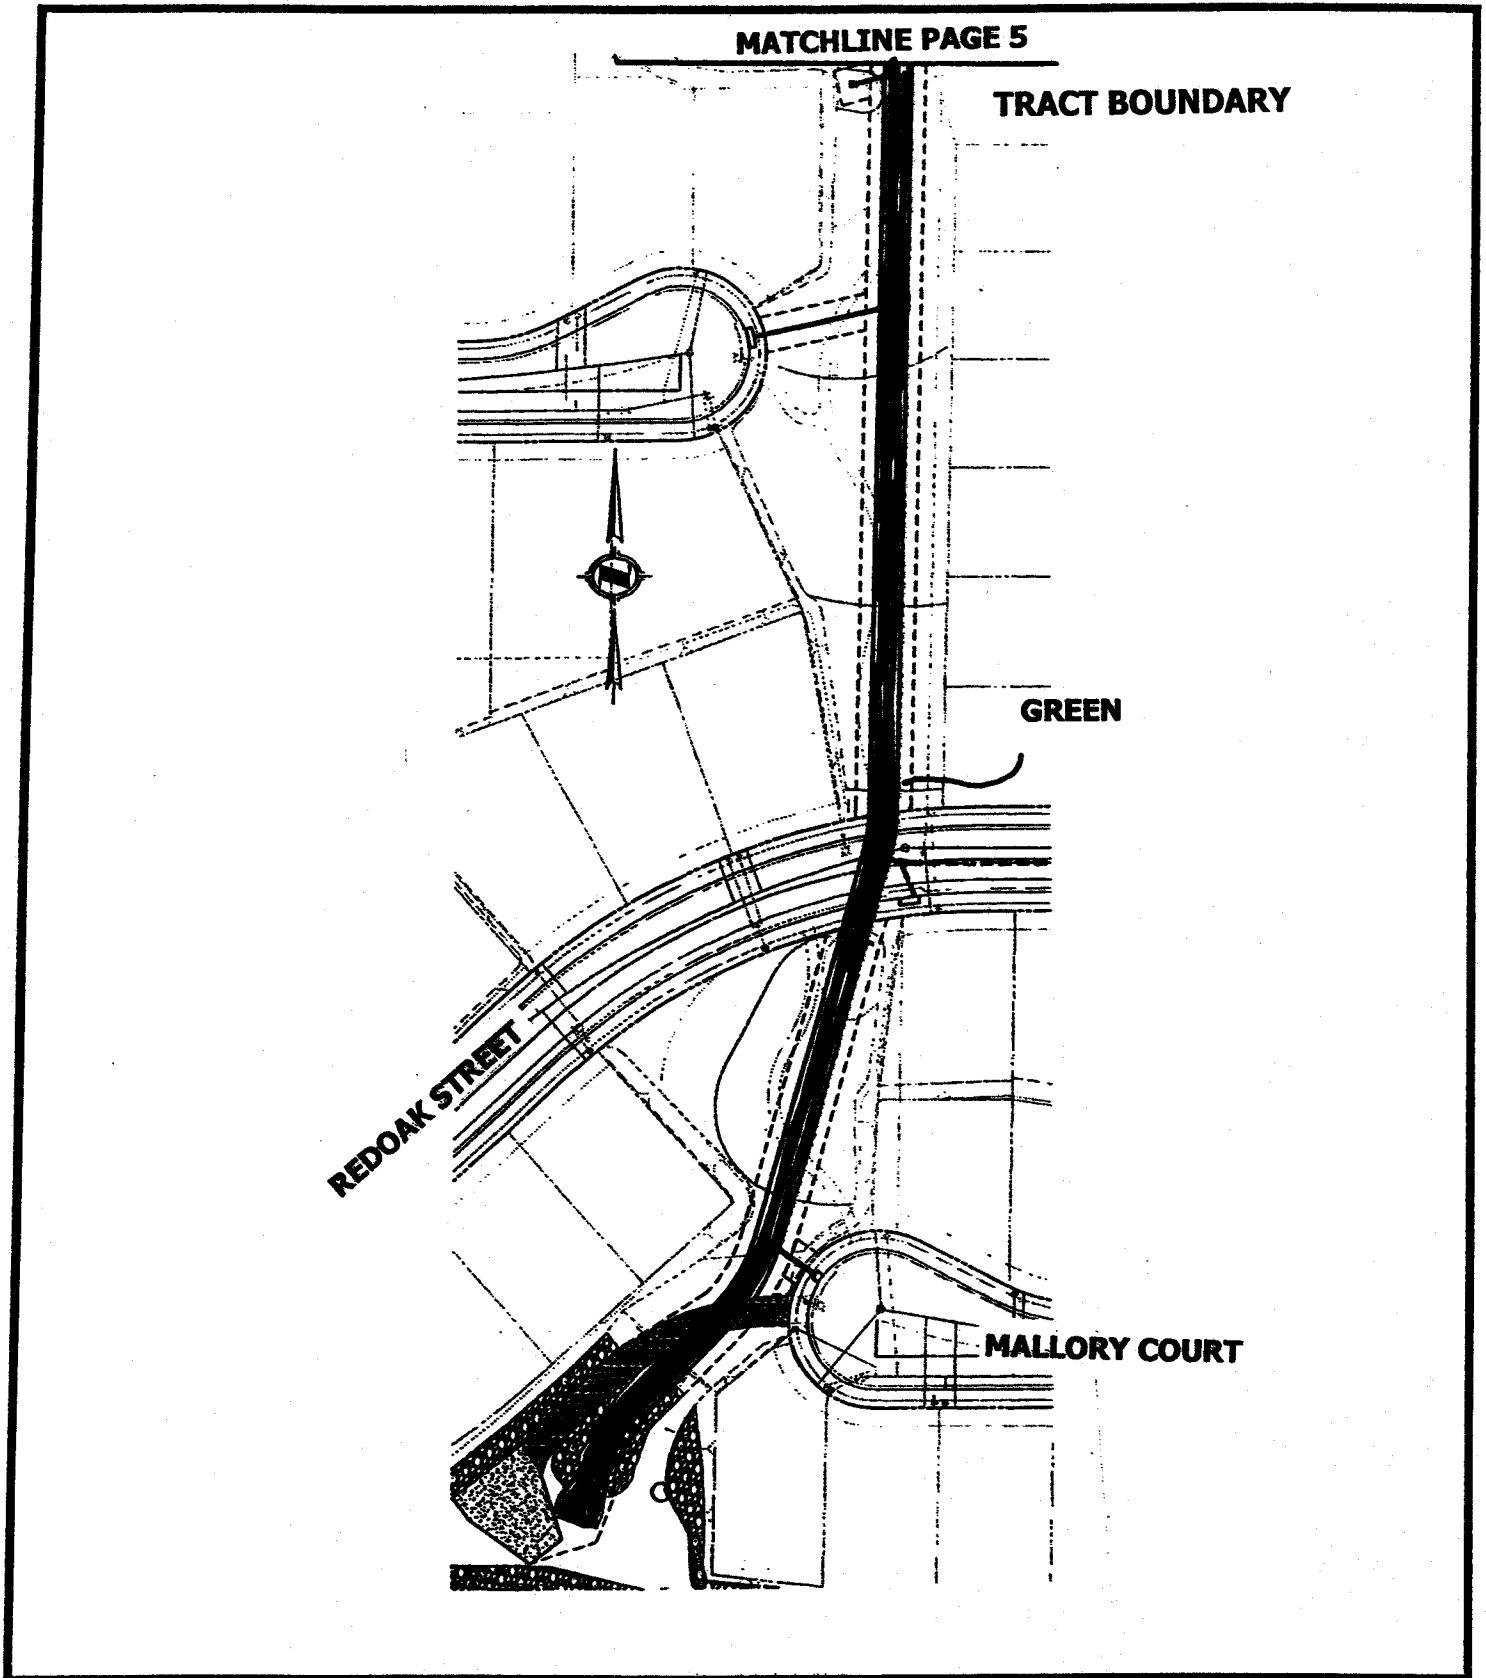 MATCHLINE PAGE 5
TRACT BOUNDARY
GREEN
REDOAK STREET
MALLORY COURT